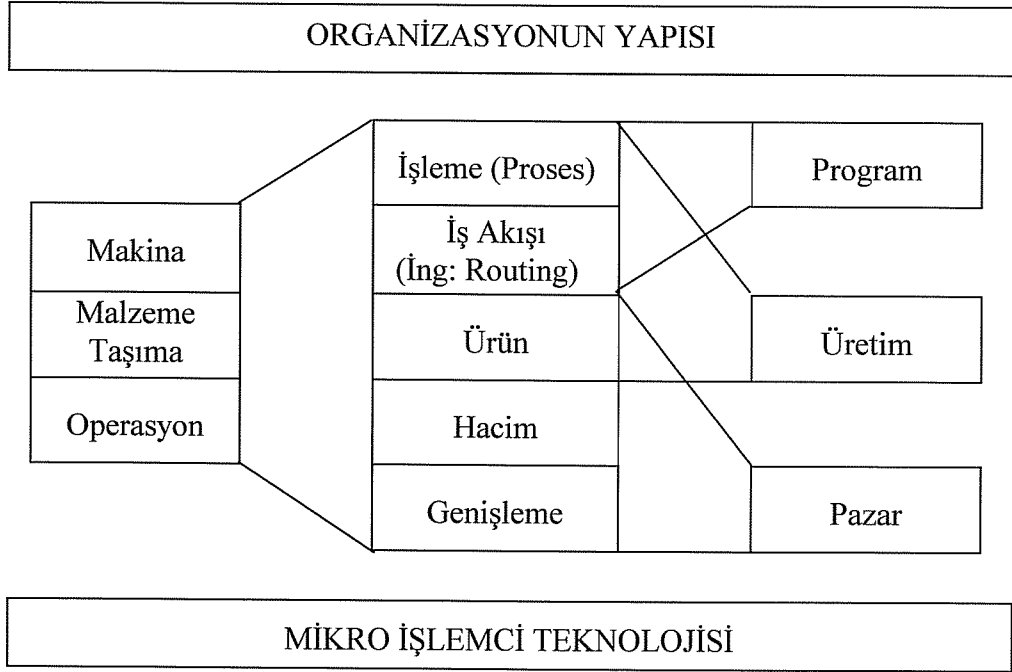 ORGANİZASYONUN YAPISI
Makina
Malzeme
Taşıma
Operasyon
İşleme (Proses)
İş Akışı
(İng: Routing)
Ürün
Hacim
Genişleme
Program
Üretim
Pazar
MİKRO İŞLEMCİ TEKNOLOJİSİ